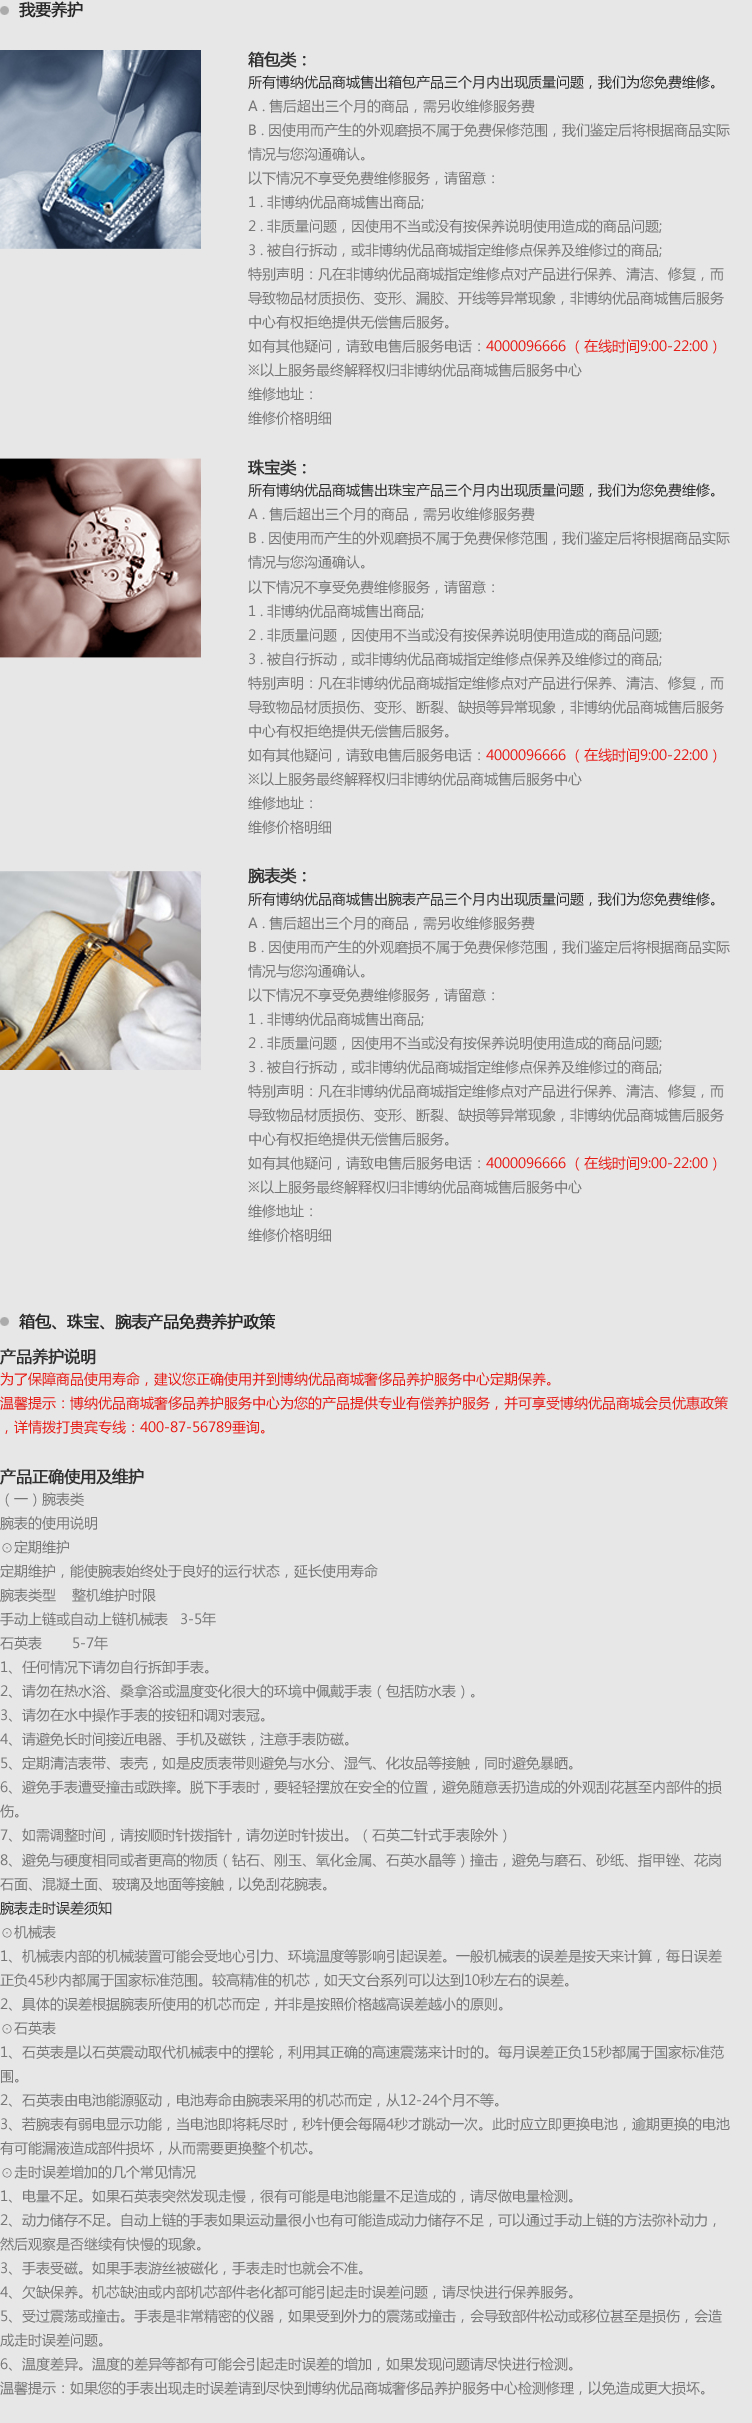 我要养护
箱包类：
所有博纳优品商城售出箱包产品三个月内出现质量问题，我们为您免费维修。
A . 售后超出三个月的商品，需另收维修服务费
B . 因使用而产生的外观磨损不属于免费保修范围，我们鉴定后将根据商品实际
情况与您沟通确认。
以下情况不享受免费维修服务，请留意：
1 . 非博纳优品商城售出商品;
2 . 非质量问题，因使用不当或没有按保养说明使用造成的商品问题;
3 . 被自行拆动，或非博纳优品商城指定维修点保养及维修过的商品;
特别声明：凡在非博纳优品商城指定维修点对产品进行保养、清洁、修复，而
导致物品材质损伤、变形、漏胶、开线等异常现象，非博纳优品商城售后服务
中心有权拒绝提供无偿售后服务。
如有其他疑问，请致电售后服务电话：4000096666 （ 在线时间9:00-22:00 ）
※以上服务最终解释权归非博纳优品商城售后服务中心
维修地址：
维修价格明细
珠宝类：
所有博纳优品商城售出珠宝产品三个月内出现质量问题，我们为您免费维修。
A . 售后超出三个月的商品，需另收维修服务费
B . 因使用而产生的外观磨损不属于免费保修范围，我们鉴定后将根据商品实际
情况与您沟通确认。
以下情况不享受免费维修服务，请留意：
1 . 非博纳优品商城售出商品;
2 . 非质量问题，因使用不当或没有按保养说明使用造成的商品问题;
3 . 被自行拆动，或非博纳优品商城指定维修点保养及维修过的商品;
特别声明：凡在非博纳优品商城指定维修点对产品进行保养、清洁、修复，而
导致物品材质损伤、变形、断裂、缺损等异常现象，非博纳优品商城售后服务
中心有权拒绝提供无偿售后服务。
如有其他疑问，请致电售后服务电话：4000096666 （ 在线时间9:00-22:00 ）
※以上服务最终解释权归非博纳优品商城售后服务中心
维修地址：
维修价格明细
腕表类：
所有博纳优品商城售出腕表产品三个月内出现质量问题，我们为您免费维修。
A . 售后超出三个月的商品，需另收维修服务费
B . 因使用而产生的外观磨损不属于免费保修范围，我们鉴定后将根据商品实际
情况与您沟通确认。
以下情况不享受免费维修服务，请留意：
1 . 非博纳优品商城售出商品;
2 . 非质量问题，因使用不当或没有按保养说明使用造成的商品问题;
3 . 被自行拆动，或非博纳优品商城指定维修点保养及维修过的商品;
特别声明：凡在非博纳优品商城指定维修点对产品进行保养、清洁、修复，而
导致物品材质损伤、变形、断裂、缺损等异常现象，非博纳优品商城售后服务
中心有权拒绝提供无偿售后服务。
如有其他疑问，请致电售后服务电话：4000096666 （ 在线时间9:00-22:00 ）
※以上服务最终解释权归非博纳优品商城售后服务中心
维修地址：
维修价格明细
箱包、珠宝、腕表产品免费养护政策
产品养护说明
为了保障商品使用寿命，建议您正确使用并到博纳优品商城奢侈品养护服务中心定期保养。
温馨提示：博纳优品商城奢侈品养护服务中心为您的产品提供专业有偿养护服务，并可享受博纳优品商城会员优惠政策
，详情拨打贵宾专线：400-87-56789垂询。
产品正确使用及维护
（ 一 ）腕表类
腕表的使用说明
⊙定期维护
定期维护，能使腕表始终处于良好的运行状态，延长使用寿命
腕表类型 整机维护时限
手动上链或自动上链机械表 3-5年
石英表 5-7年
1、任何情况下请勿自行拆卸手表。
2、请勿在热水浴、桑拿浴或温度变化很大的环境中佩戴手表（ 包括防水表 ）。
3、请勿在水中操作手表的按钮和调对表冠。
4、请避免长时间接近电器、手机及磁铁，注意手表防磁。
5、定期清洁表带、表壳，如是皮质表带则避免与水分、湿气、化妆品等接触，同时避免暴晒。
6、避免手表遭受撞击或跌摔。脱下手表时，要轻轻摆放在安全的位置，避免随意丢扔造成的外观刮花甚至内部件的损
伤。
7、如需调整时间，请按顺时针拨指针，请勿逆时针拔出。（ 石英二针式手表除外 ）
8、避免与硬度相同或者更高的物质（ 钻石、刚玉、氧化金属、石英水晶等 ）撞击，避免与磨石、砂纸、指甲锉、花岗
石面、混凝土面、玻璃及地面等接触，以免刮花腕表。
腕表走时误差须知
⊙机械表
1、机械表内部的机械装置可能会受地心引力、环境温度等影响引起误差。一般机械表的误差是按天来计算，每日误差
正负45秒内都属于国家标准范围。较高精准的机芯，如天文台系列可以达到10秒左右的误差。
2、具体的误差根据腕表所使用的机芯而定，并非是按照价格越高误差越小的原则。
⊙石英表
1、石英表是以石英震动取代机械表中的摆轮，利用其正确的高速震荡来计时的。每月误差正负15秒都属于国家标准范
围。
2、石英表由电池能源驱动，电池寿命由腕表采用的机芯而定，从12-24个月不等。
3、若腕表有弱电显示功能，当电池即将耗尽时，秒针便会每隔4秒才跳动一次。此时应立即更换电池，逾期更换的电池
有可能漏液造成部件损坏，从而需要更换整个机芯。
⊙走时误差增加的几个常见情况
1、电量不足。如果石英表突然发现走慢，很有可能是电池能量不足造成的，请尽做电量检测。
2、动力储存不足。自动上链的手表如果运动量很小也有可能造成动力储存不足，可以通过手动上链的方法弥补动力，
然后观察是否继续有快慢的现象。
3、手表受磁。如果手表游丝被磁化，手表走时也就会不准。
4、欠缺保养。机芯缺油或内部机芯部件老化都可能引起走时误差问题，请尽快进行保养服务。
5、受过震荡或撞击。手表是非常精密的仪器，如果受到外力的震荡或撞击，会导致部件松动或移位甚至是损伤，会造
成走时误差问题。
6、温度差异。温度的差异等都有可能会引起走时误差的增加，如果发现问题请尽快进行检测。
温馨提示：如果您的手表出现走时误差请到尽快到博纳优品商城奢侈品养护服务中心检测修理，以免造成更大损坏。